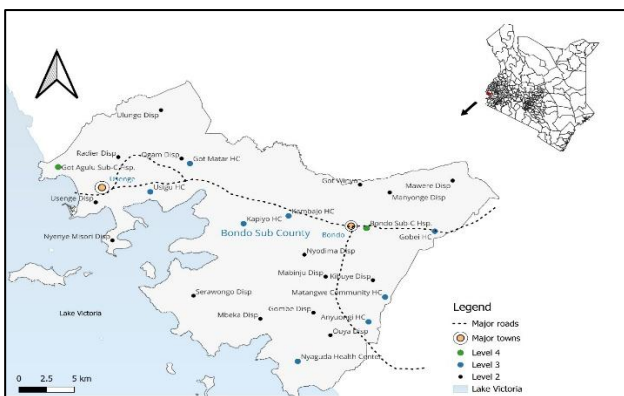 Ulungo Disp
Radier Disp
Ogam Disp
Got Matar HC
Got Agulu Sub-C Hsp.
Usenge
Usigu HC
Usenge Disp
Nyenye Misori Disp
Got Winyo
Mawere Disp
Manyonge Disp
Kambajo HC
Kapiyo HC
Bondo Sub County
Bondo
Bondo Sub-C Hsp.
Gobei HC
Nyodima Disp
Mabinju Disp
Kibuye Disp
Matangwe Community HC
Serawongo Disp
Gomae Disp
Mbeka Disp
Anyuongi HC
Ouya Disp
Nyaguda Health Center
Lake Victoria
0 2.5 5 km
Legend
Major roads
Major towns
Level 4
Level 3
Level 2
Lake Victoria